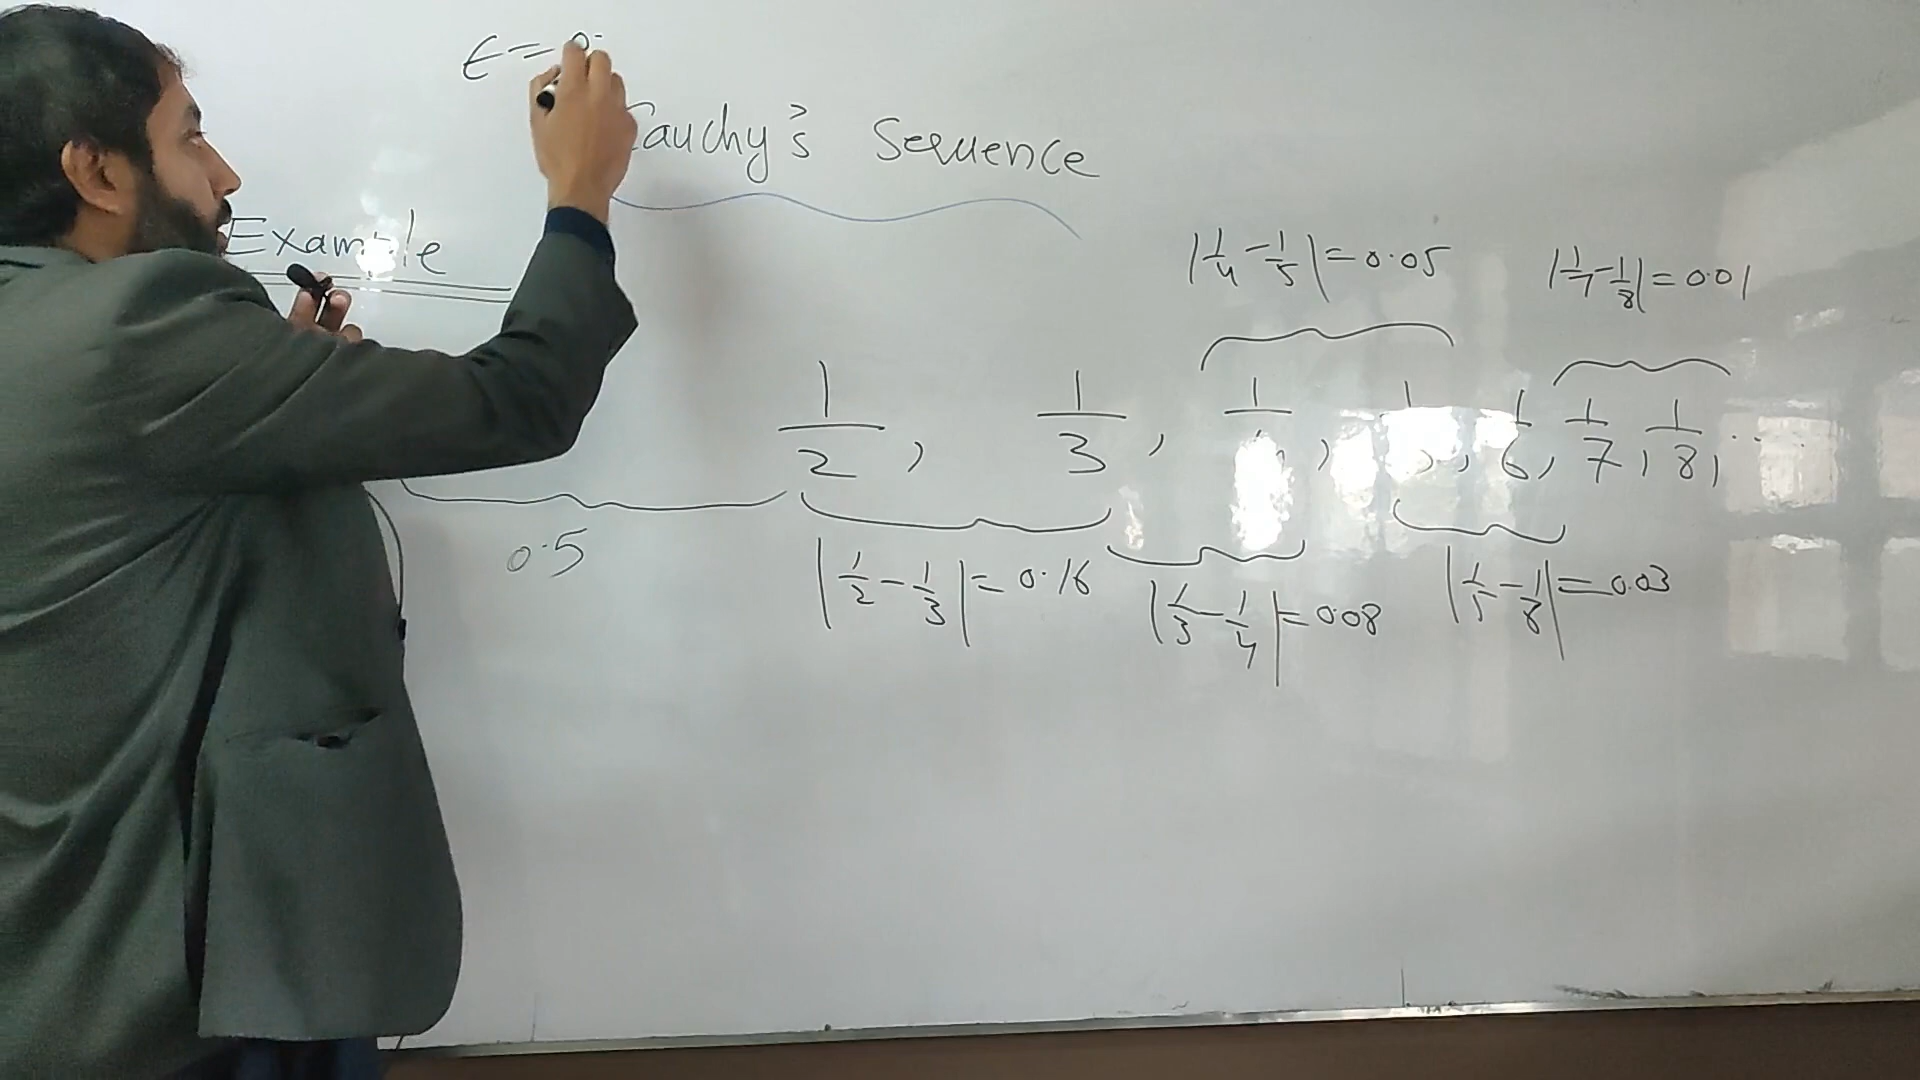 ϵ = 0.
Cauchy's Sequence
Example
|1/4 - 1/5| = 0.05
|1/7 - 1/8| = 0.01
1/2, 1/3, 1/ , 1/ , 1/6, 1/7, 1/8, ...
0.5
|1/2 - 1/3| = 0.16
|1/3 - 1/4| = 0.08
|1/5 - 1/8| = 0.03